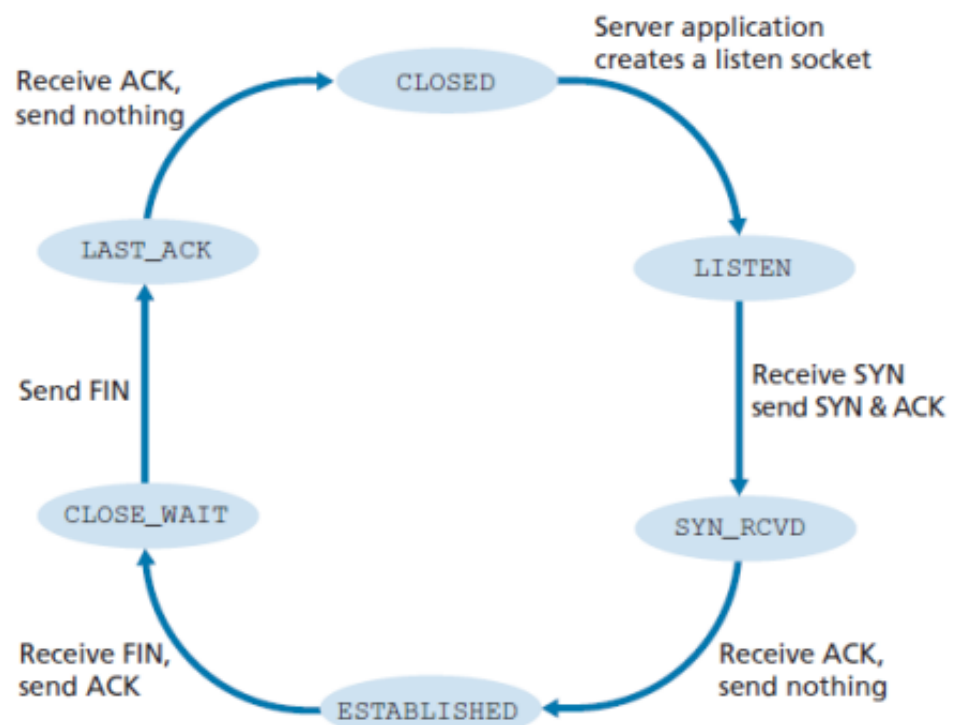 Server application
creates a listen socket
Receive ACK,
send nothing
CLOSED
LAST_ACK
LISTEN
Send FIN
Receive SYN
send SYN & ACK
CLOSE_WAIT
SYN_RCVD
Receive FIN,
send ACK
Receive ACK,
send nothing
ESTABLISHED